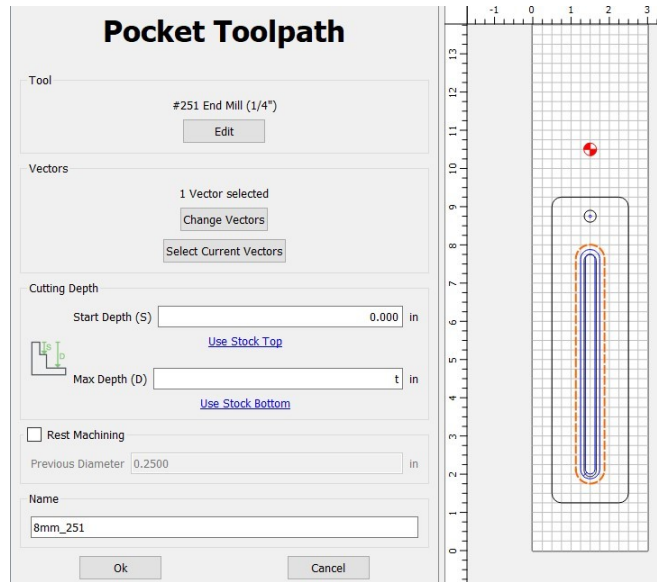 Pocket Toolpath
Tool
#251 End Mill (1/4")
Edit
Vectors
1 Vector selected
Change Vectors
Select Current Vectors
Cutting Depth
Start Depth (S) 0.000 in
Use Stock Top
S
D
Max Depth (D) t in
Use Stock Bottom
Rest Machining
Previous Diameter 0.2500 in
Name
8mm_251
Ok Cancel
-1 0 1 2 3
13
12
11
10
9
8
7
6
5
4
3
2
1
0